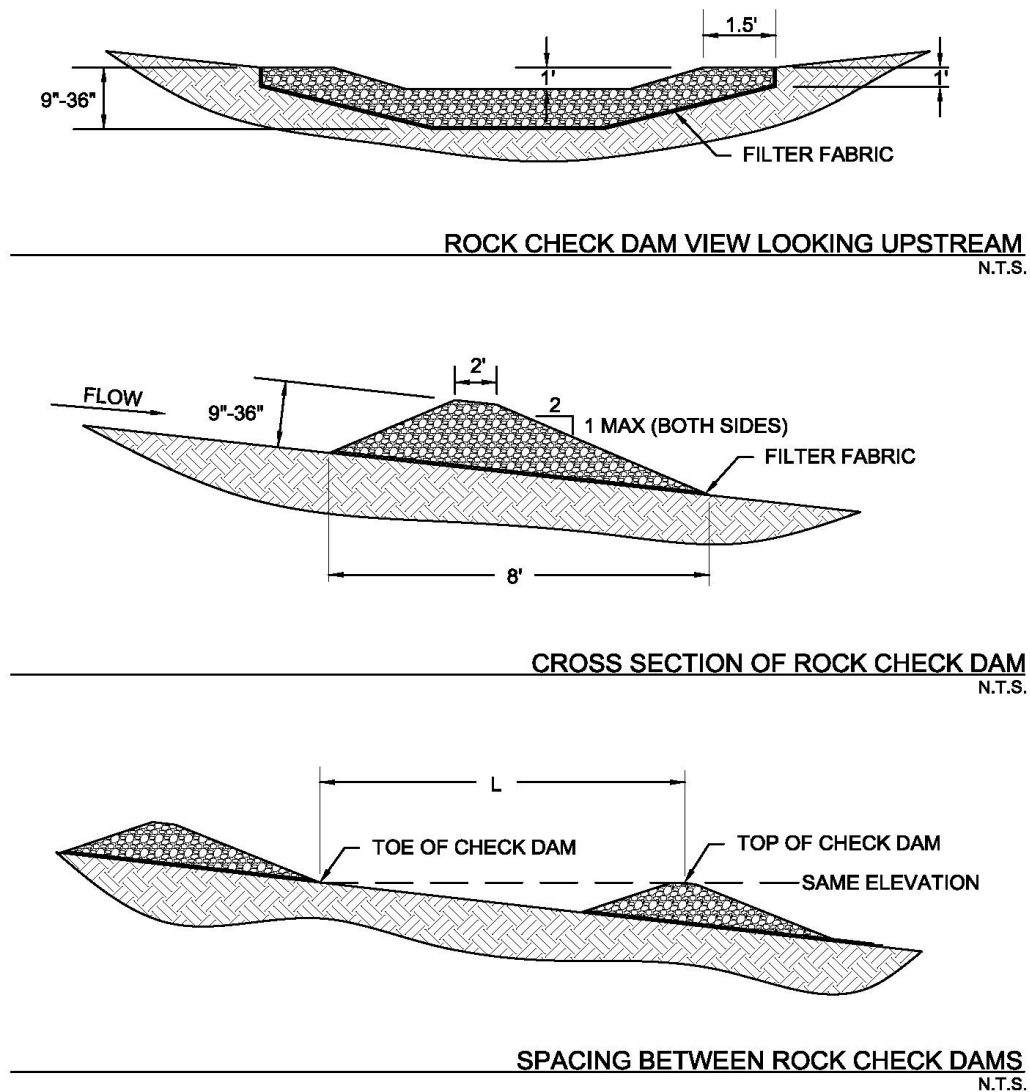 1.5'
9"-36"
1'
1'
FILTER FABRIC
ROCK CHECK DAM VIEW LOOKING UPSTREAM
N.T.S.
2'
FLOW
9"-36"
2
1 MAX (BOTH SIDES)
FILTER FABRIC
8'
CROSS SECTION OF ROCK CHECK DAM
N.T.S.
L
TOE OF CHECK DAM
TOP OF CHECK DAM
SAME ELEVATION
SPACING BETWEEN ROCK CHECK DAMS
N.T.S.